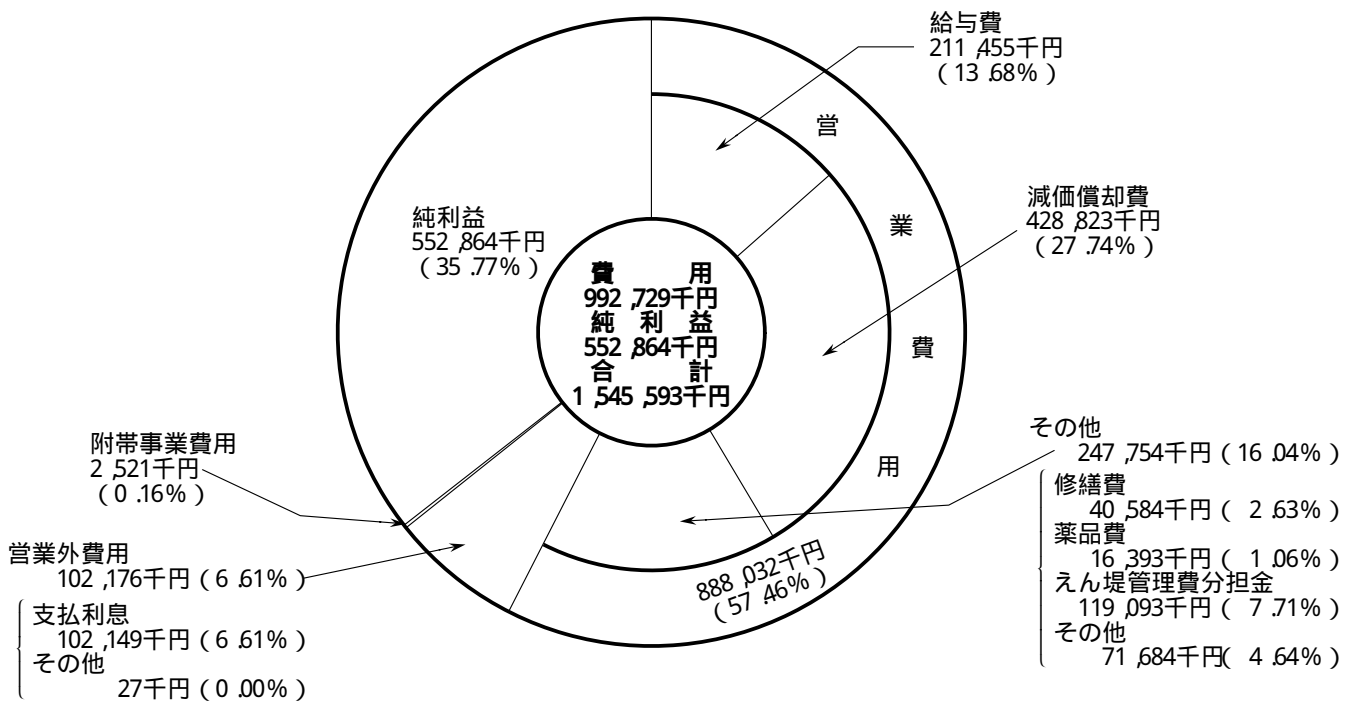 給与費
211,455千円
(13.68%)
営
業
費
用
888,032千円
(57.46%)
減価償却費
428,823千円
(27.74%)
純利益
552,864千円
(35.77%)
費 用
992,729千円
純 利 益
552,864千円
合 計
1,545,593千円
その他
247,754千円(16.04%)
修繕費
40,584千円( 2.63%)
薬品費
16,393千円( 1.06%)
えん堤管理費分担金
119,093千円( 7.71%)
その他
71,684千円( 4.64%)
附帯事業費用
2,521千円
(0.16%)
営業外費用
102,176千円(6.61%)
支払利息
102,149千円(6.61%)
その他
27千円(0.00%)